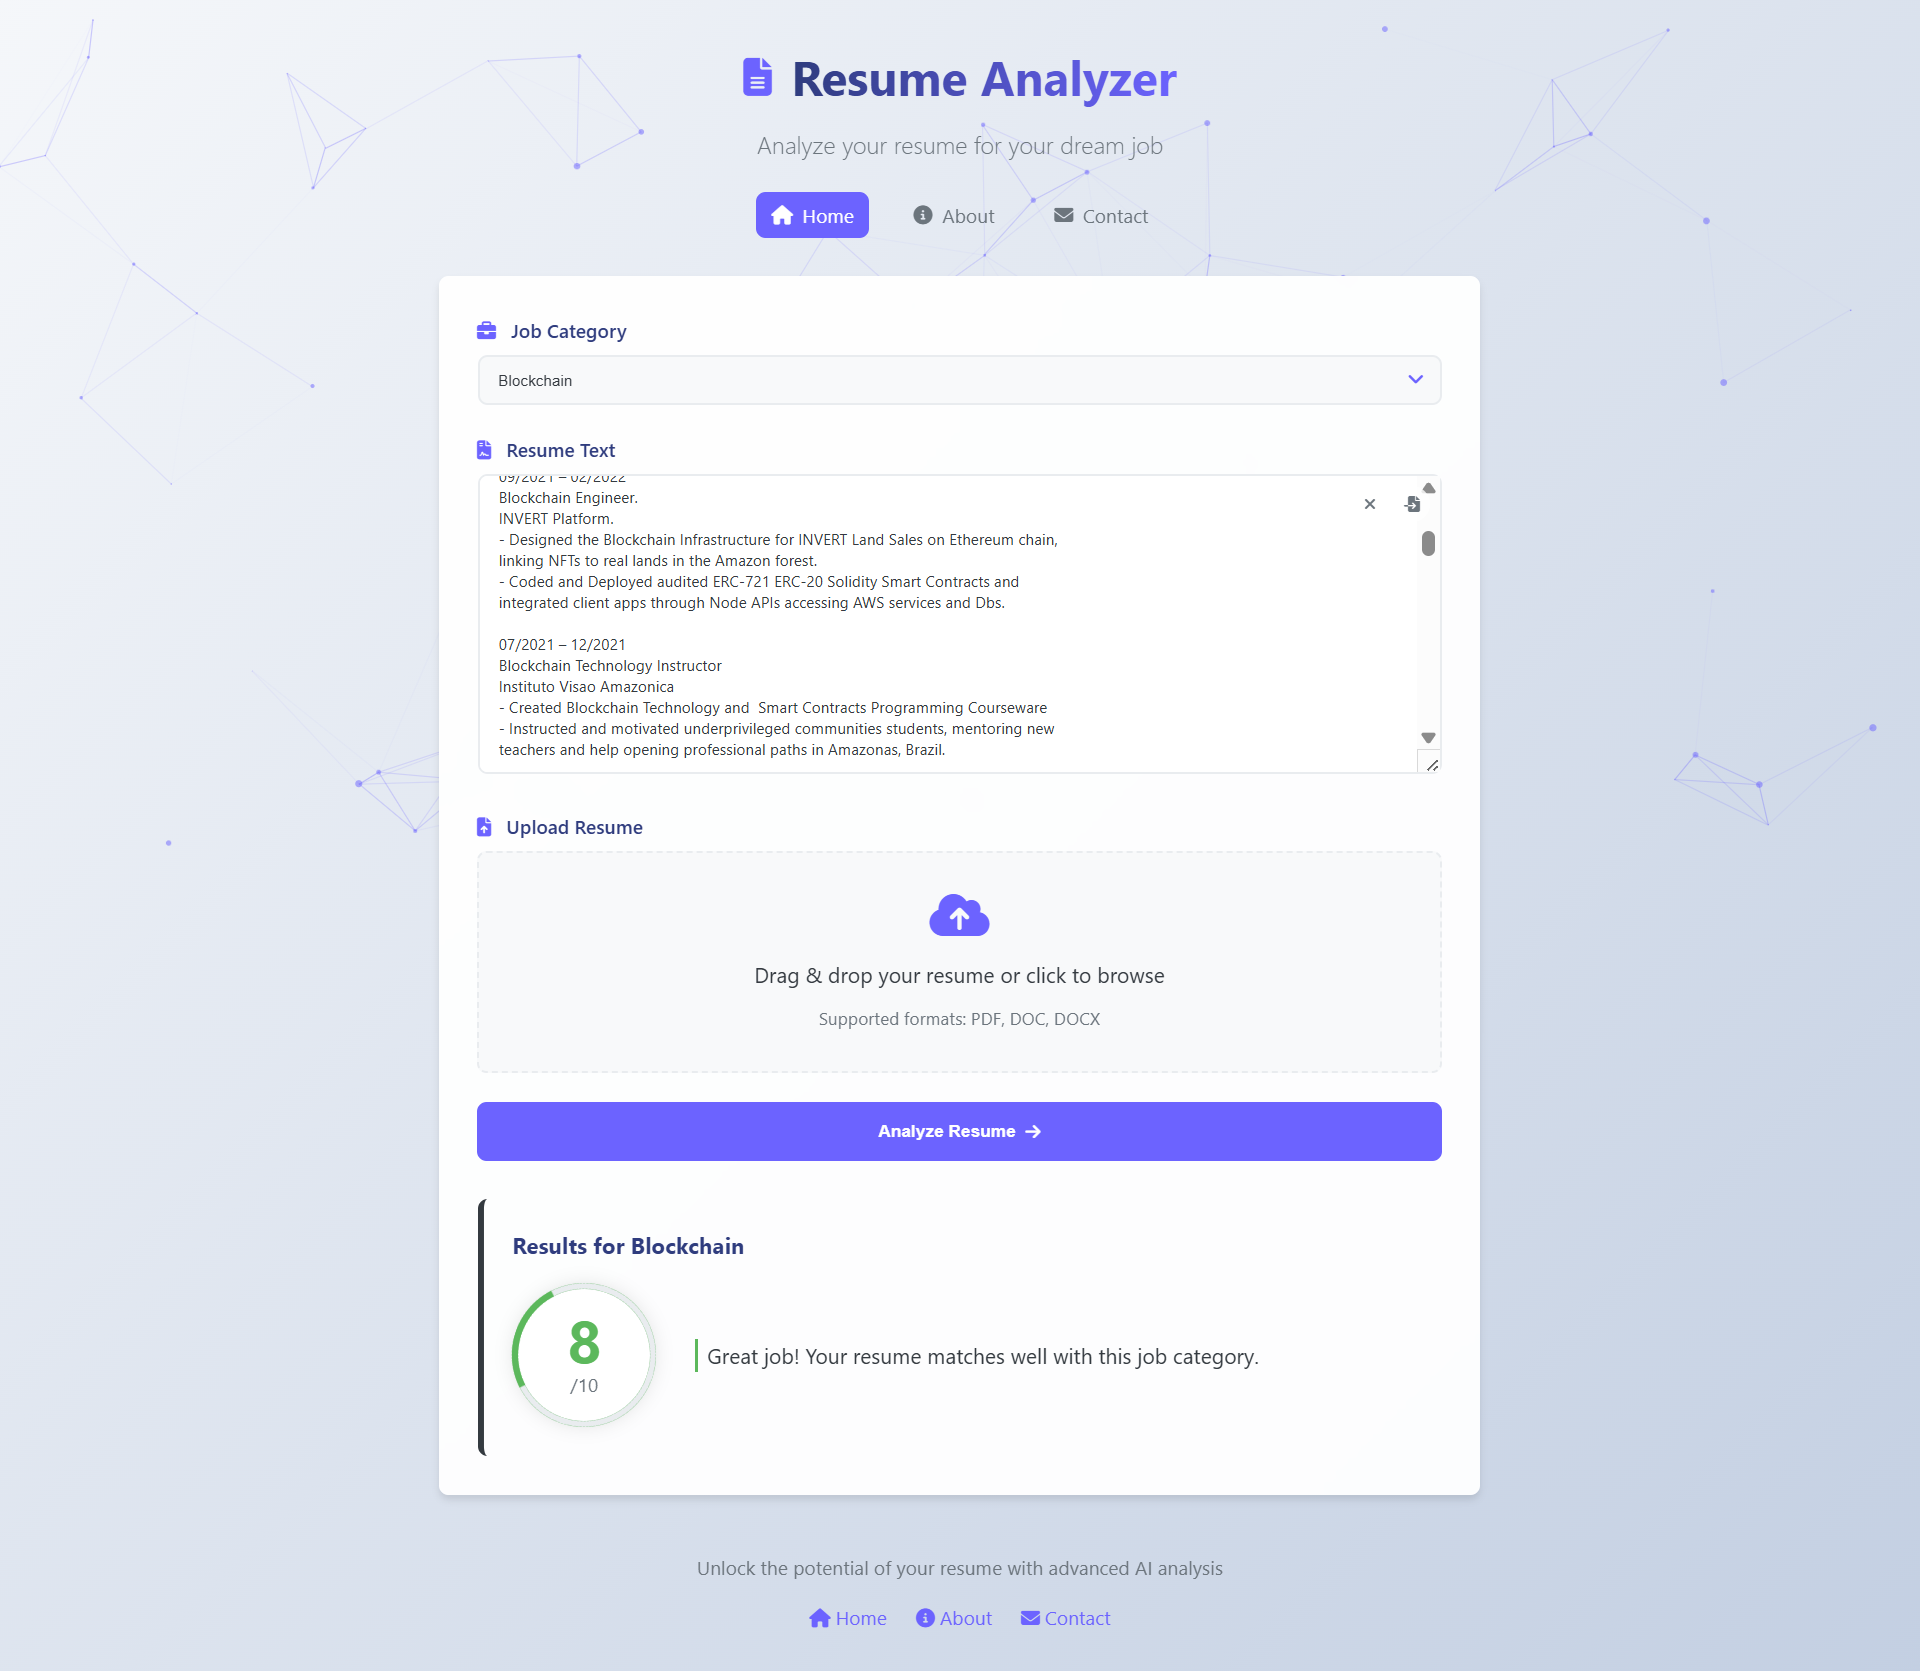 Resume Analyzer
Analyze your resume for your dream job
Home
About
Contact
Job Category
Blockchain
Resume Text
09/2021 – 02/2022
Blockchain Engineer.
INVERT Platform.
- Designed the Blockchain Infrastructure for INVERT Land Sales on Ethereum chain,
linking NFTs to real lands in the Amazon forest.
- Coded and Deployed audited ERC-721 ERC-20 Solidity Smart Contracts and
integrated client apps through Node APIs accessing AWS services and Dbs.
07/2021 – 12/2021
Blockchain Technology Instructor
Instituto Visao Amazonica
- Created Blockchain Technology and  Smart Contracts Programming Courseware
- Instructed and motivated underprivileged communities students, mentoring new
teachers and help opening professional paths in Amazonas, Brazil.
Upload Resume
Drag & drop your resume or click to browse
Supported formats: PDF, DOC, DOCX
Analyze Resume →
Results for Blockchain
8
/10
Great job! Your resume matches well with this job category.
Unlock the potential of your resume with advanced AI analysis
Home
About
Contact